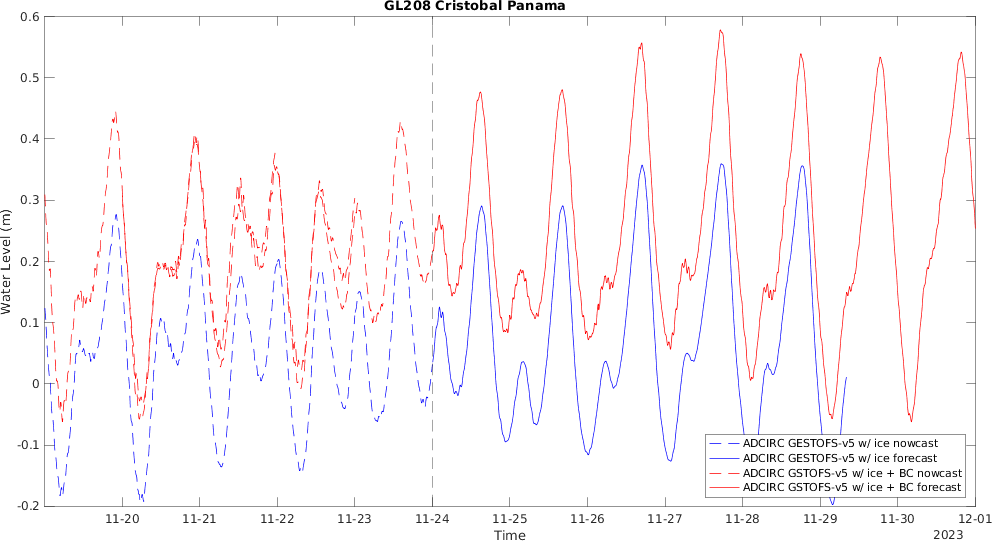 GL208 Cristobal Panama
0.6
0.5
0.4
0.3
0.2
0.1
0
-0.1
-0.2
Water Level (m)
ADCIRC GESTOFS-v5 w/ ice nowcast
ADCIRC GESTOFS-v5 w/ ice forecast
ADCIRC GSTOFS-v5 w/ ice + BC nowcast
ADCIRC GSTOFS-v5 w/ ice + BC forecast
11-20 11-21 11-22 11-23 11-24 11-25 11-26 11-27 11-28 11-29 11-30 12-01
Time
2023